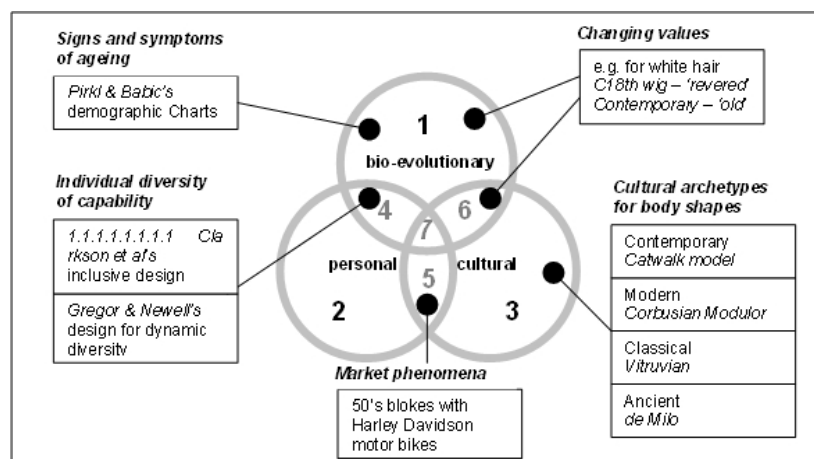 Signs and symptoms
of ageing
Pirkl & Babic's
demographic Charts
Changing values
e.g. for white hair
C18th wig – 'revered'
Contemporary – 'old'
1
bio-evolutionary
Individual diversity
of capability
1.1.1.1.1.1.1.1 Cla
rkson et al's
inclusive design
Gregor & Newell's
design for dynamic
diversity
4
6
7
personal
cultural
5
2
3
Cultural archetypes
for body shapes
Contemporary
Catwalk model
Modern
Corbusian Modulor
Classical
Vitruvian
Ancient
de Milo
Market phenomena
50's blokes with
Harley Davidson
motor bikes